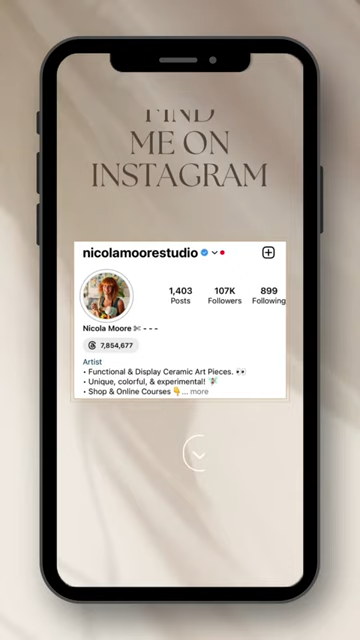 FIND
ME ON
INSTAGRAM
nicolamoorestudio
1,403 107K 899
Posts Followers Following
Nicola Moore ✄ - - -
7,854,677
Artist
• Functional & Display Ceramic Art Pieces. 👀
• Unique, colorful, & experimental! 🧚
• Shop & Online Courses 👇... more